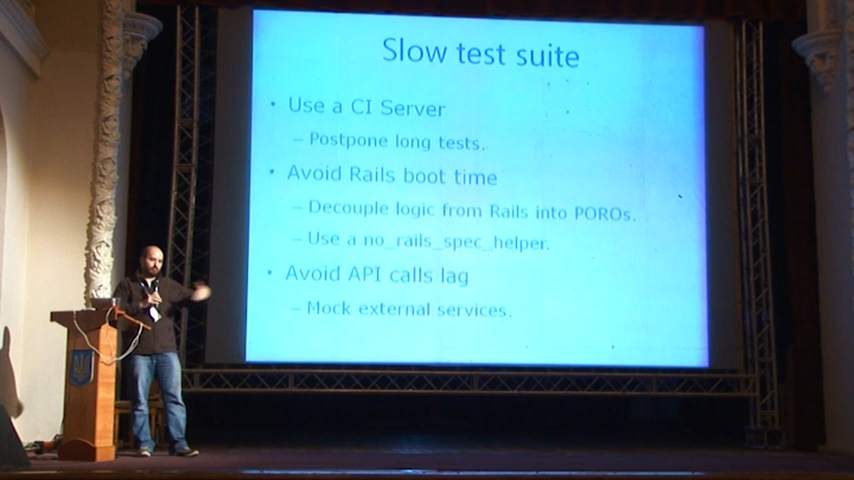 Slow test suite
• Use a CI Server
– Postpone long tests.
• Avoid Rails boot time
– Decouple logic from Rails into POROs.
– Use a no_rails_spec_helper.
• Avoid API calls lag
– Mock external services.